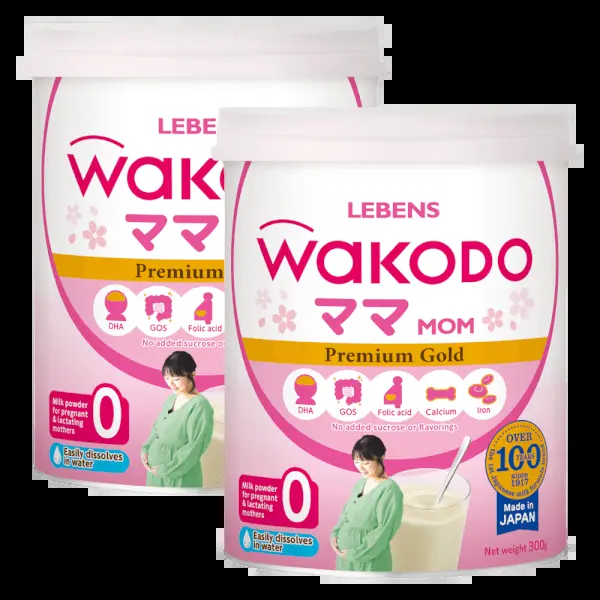 LEBENS
waKODO
ママ
Premium
DHA
GOS
Folic acid
No added sucrose or
Milk powder
for pregnant
& lactating
mothers
0
Easily dissolves
in water
LEBENS
waKODO
ママ MOM
Premium Gold
DHA
GOS
Folic acid
Calcium
Iron
No added sucrose or flavorings
Milk powder
for pregnant
& lactating
mothers
0
Easily dissolves
in water
OVER
100
YEARS
since
1917
Made in
JAPAN
Net weight 300g